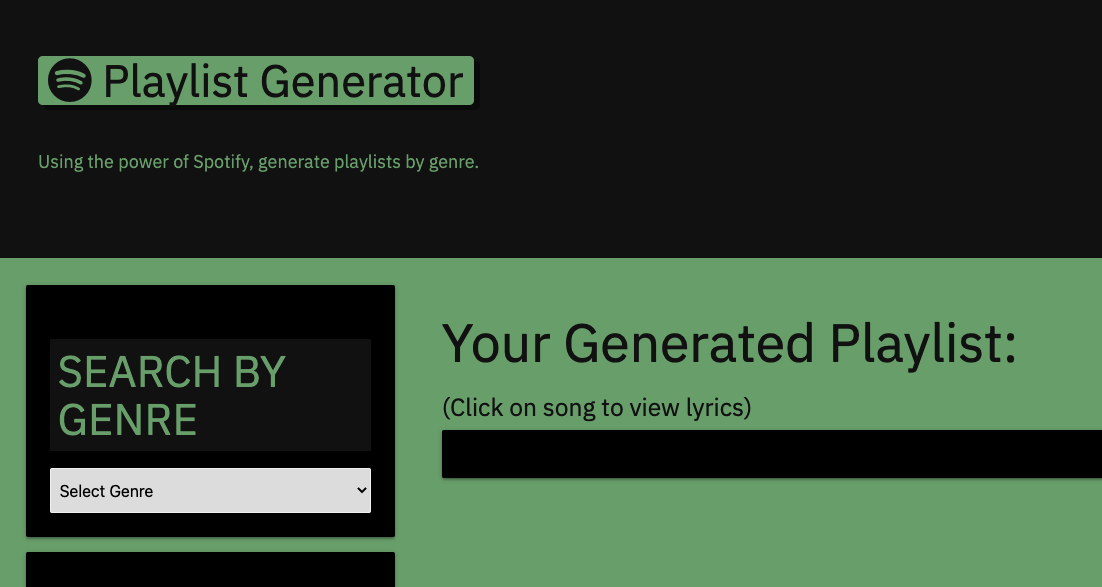 Playlist Generator
Using the power of Spotify, generate playlists by genre.
SEARCH BY
GENRE
Select Genre
Your Generated Playlist:
(Click on song to view lyrics)